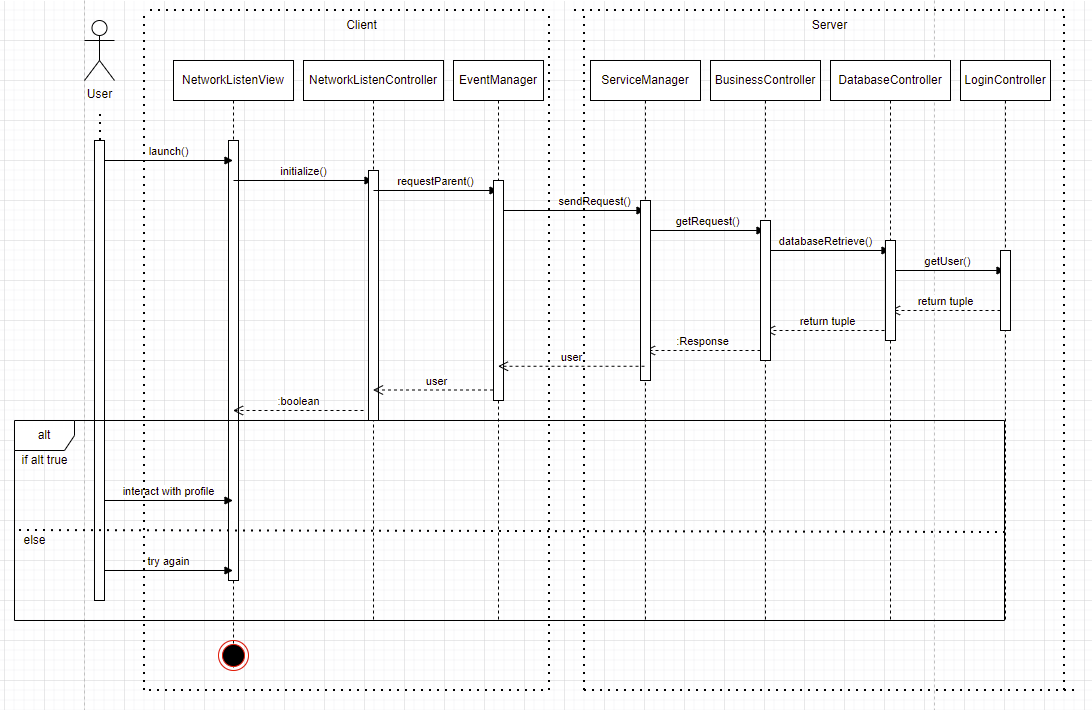 Client
Server
User
NetworkListenView
NetworkListenController
EventManager
ServiceManager
BusinessController
DatabaseController
LoginController
launch()
initialize()
requestParent()
sendRequest()
getRequest()
databaseRetrieve()
getUser()
return tuple
return tuple
:Response
user
user
:boolean
alt
if alt true
interact with profile
else
try again